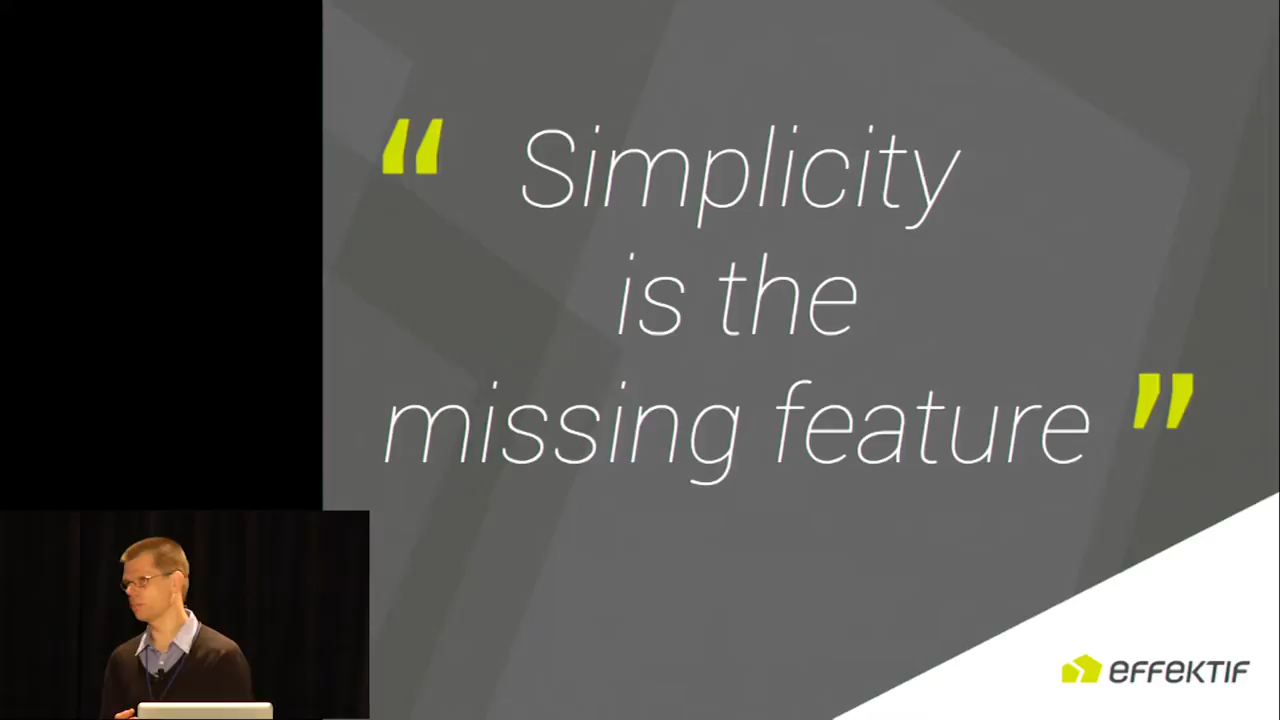 “ Simplicity
is the
missing feature ”
effektif